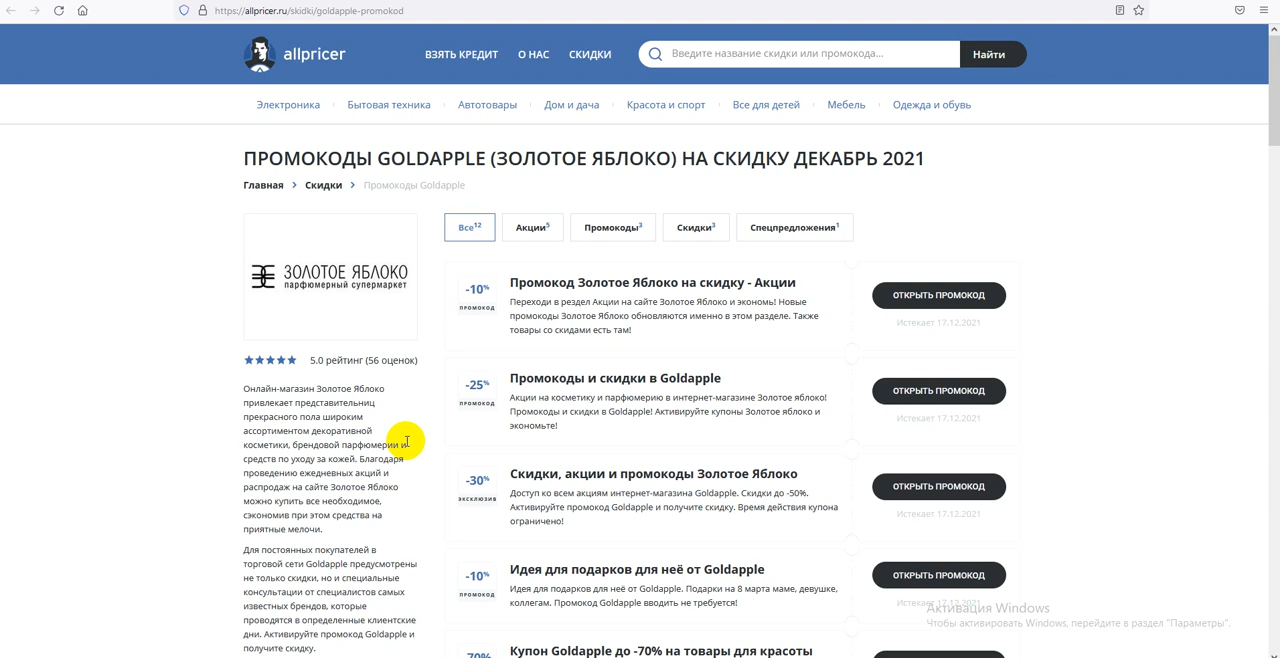 https://allpricer.ru/skidki/goldapple-promokod
allpricer
ВЗЯТЬ КРЕДИТ О НАС СКИДКИ
Введите название скидки или промокода...
Найти
Электроника Бытовая техника Автотовары Дом и дача Красота и спорт Все для детей Мебель Одежда и обувь
ПРОМОКОДЫ GOLDAPPLE (ЗОЛОТОЕ ЯБЛОКО) НА СКИДКУ ДЕКАБРЬ 2021
Главная Скидки Промокоды Goldapple
ЗОЛОТОЕ ЯБЛОКО
парфюмерный супермаркет
5.0 рейтинг (56 оценок)
Онлайн-магазин Золотое Яблоко
привлекает представительниц
прекрасного пола широким
ассортиментом декоративной
косметики, брендовой парфюмерии и
средств по уходу за кожей. Благодаря
проведению ежедневных акций и
распродаж на сайте Золотое Яблоко
можно купить все необходимое,
сэкономив при этом средства на
приятные мелочи.
Для постоянных покупателей в
торговой сети Goldapple предусмотрены
не только скидки, но и специальные
консультации от специалистов самых
известных брендов, которые
проводятся в определенные клиентские
дни. Активируйте промокод Goldapple и
получите скидку.
Все12 Акции5 Промокоды3 Скидки3 Спецпредложения1
-10%
ПРОМОКОД
Промокод Золотое Яблоко на скидку - Акции
Переходи в рездел Акции на сайте Золотое Яблоко и экономь! Новые
промокоды Золотое Яблоко обновляются именно в этом разделе. Также
товары со скидами есть там!
ОТКРЫТЬ ПРОМОКОД
Истекает 17.12.2021
-25%
ПРОМОКОД
Промокоды и скидки в Goldapple
Акции на косметику и парфюмерию в интернет-магазине Золотое яблоко!
Промокоды и скидки в Goldapple! Активируйте купоны Золотое яблоко и
экономьте!
ОТКРЫТЬ ПРОМОКОД
Истекает 17.12.2021
-30%
ЭКСКЛЮЗИВ
Скидки, акции и промокоды Золотое Яблоко
Доступ ко всем акциям интернет-магазина Goldapple. Скидки до -50%.
Активируйте промокод Goldapple и получите скидку. Время действия купона
ограничено!
ОТКРЫТЬ ПРОМОКОД
Истекает 17.12.2021
-10%
ПРОМОКОД
Идея для подарков для неё от Goldapple
Идея для подарков для неё от Goldapple. Подарки на 8 марта маме, девушке,
коллегам. Промокод Goldapple вводить не требуется!
ОТКРЫТЬ ПРОМОКОД
Истекает 17.12.2021
Активация Windows
Чтобы активировать Windows, перейдите в раздел "Параметры".
-70%
Купон Goldapple до -70% на товары для красоты